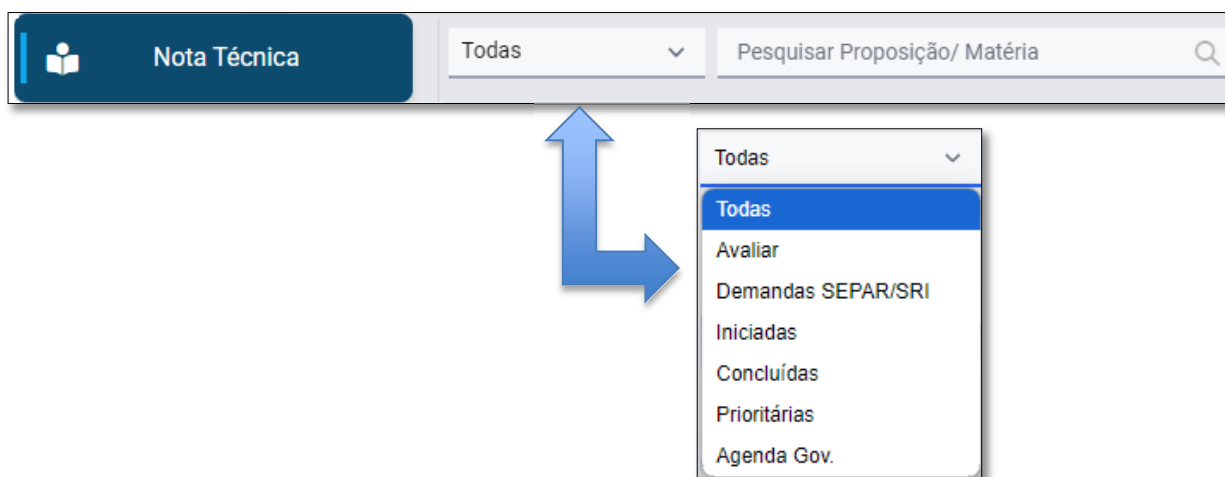 Nota Técnica
Todas
Pesquisar Proposição/ Matéria
Todas
Todas
Avaliar
Demandas SEPAR/SRI
Iniciadas
Concluídas
Prioritárias
Agenda Gov.